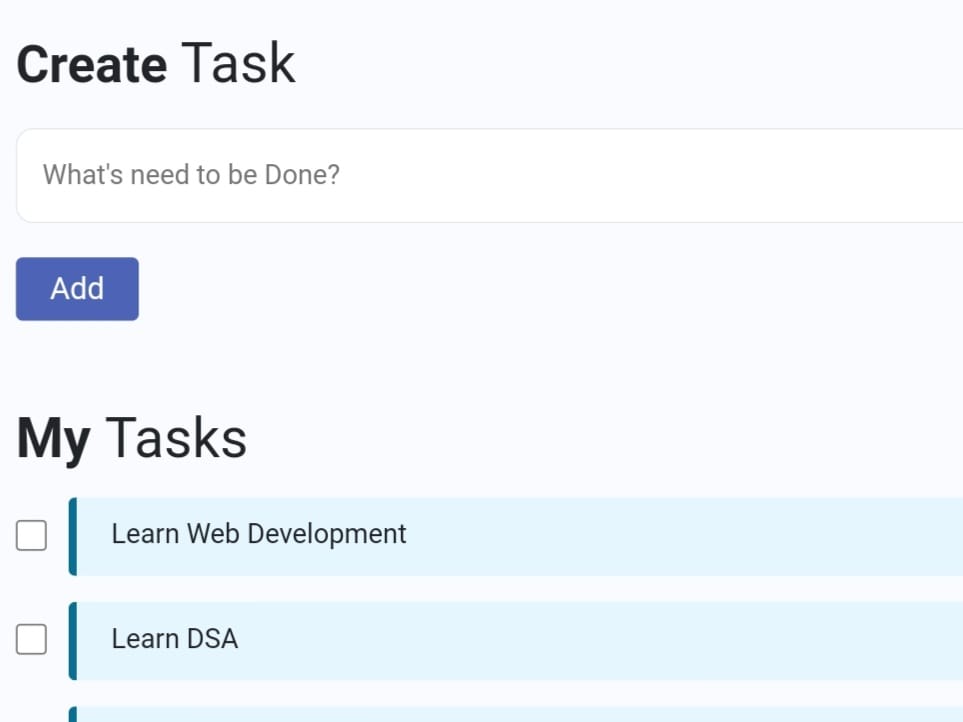 Create Task
What's need to be Done?
Add
My Tasks
Learn Web Development
Learn DSA